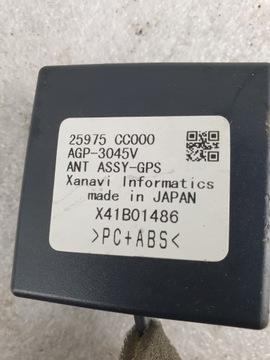 25975 CC000
AGP-3045V
ANT ASSY-GPS
Xanavi Informatics
made in JAPAN
X41B01486
>PC+ABS<